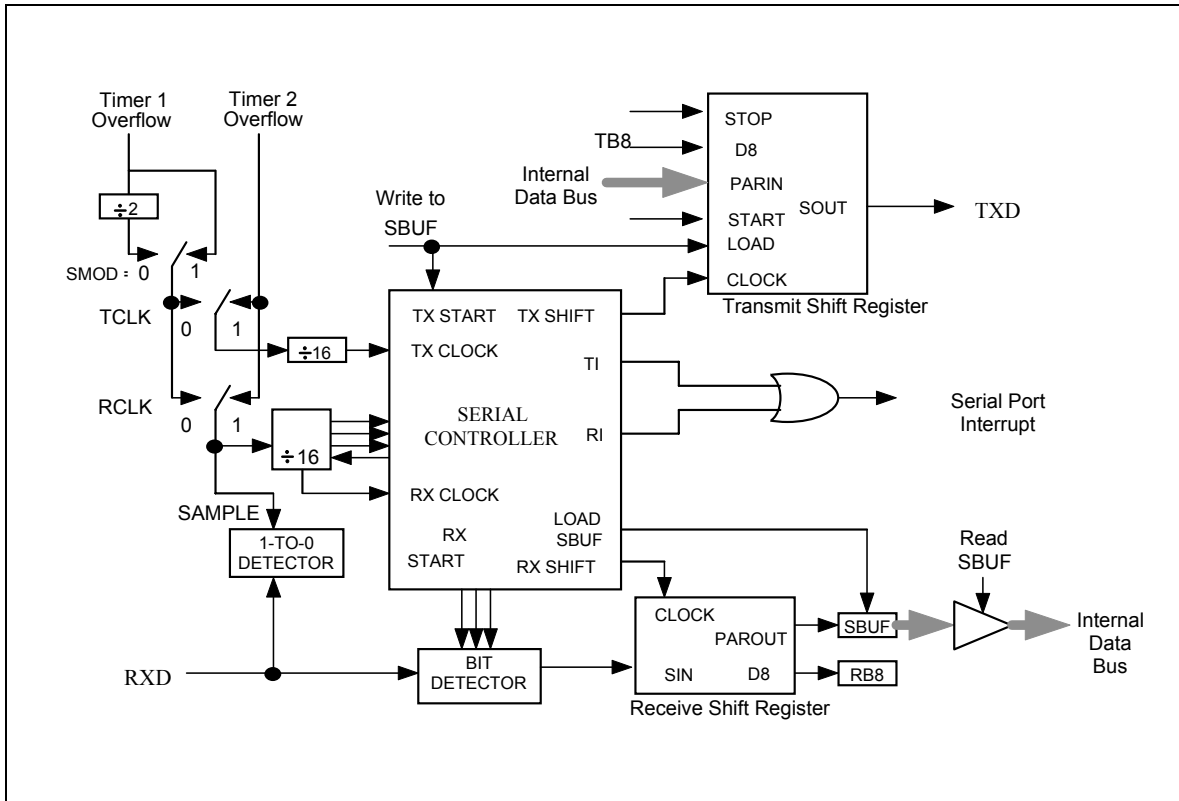 Timer 1
Overflow
Timer 2
Overflow
÷2
SMOD = 0 1
TCLK
0 1
RCLK
0 1
÷16
÷16
SAMPLE
1-TO-0
DETECTOR
RXD
BIT
DETECTOR
Write to
SBUF
TX START TX SHIFT
TX CLOCK
TI
SERIAL
CONTROLLER
RI
RX CLOCK
LOAD
SBUF
RX
START
RX SHIFT
TB8
Internal
Data Bus
STOP
D8
PARIN
SOUT
START
LOAD
CLOCK
Transmit Shift Register
TXD
Serial Port
Interrupt
CLOCK
PAROUT
SIN D8
Receive Shift Register
SBUF
RB8
Read
SBUF
Internal
Data
Bus